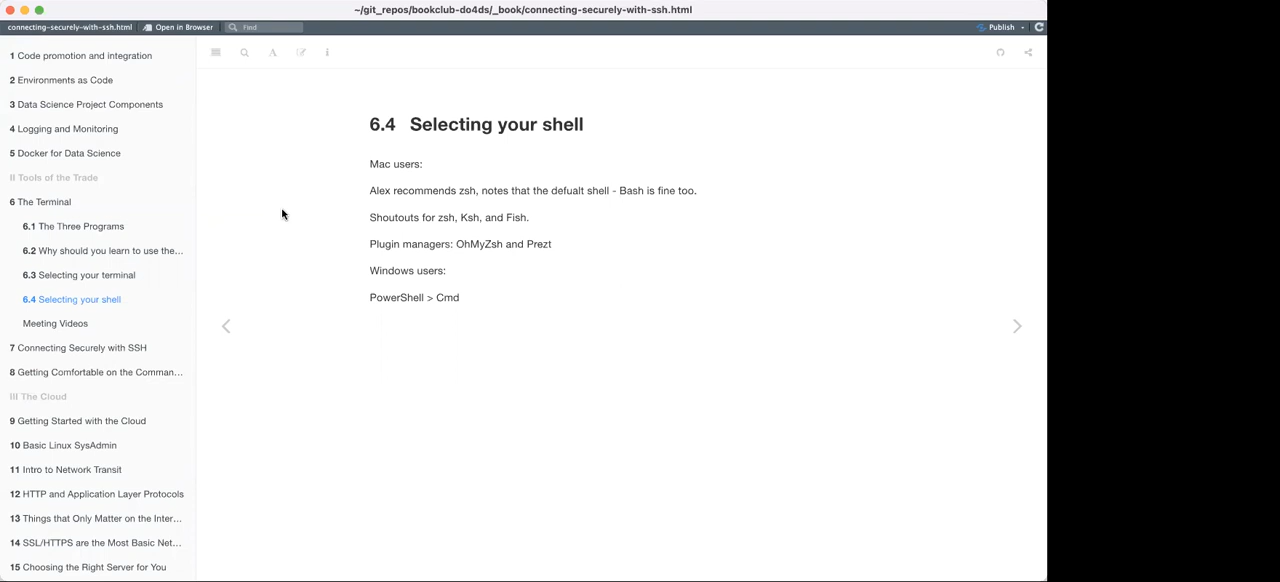 ~/git_repos/bookclub-do4ds/_book/connecting-securely-with-ssh.html
connecting-securely-with-ssh.html
Open in Browser
Find
Publish
1 Code promotion and integration
2 Environments as Code
3 Data Science Project Components
4 Logging and Monitoring
5 Docker for Data Science
II Tools of the Trade
6 The Terminal
6.1 The Three Programs
6.2 Why should you learn to use the...
6.3 Selecting your terminal
6.4 Selecting your shell
Meeting Videos
7 Connecting Securely with SSH
8 Getting Comfortable on the Comman...
III The Cloud
9 Getting Started with the Cloud
10 Basic Linux SysAdmin
11 Intro to Network Transit
12 HTTP and Application Layer Protocols
13 Things that Only Matter on the Inter...
14 SSL/HTTPS are the Most Basic Net...
15 Choosing the Right Server for You
6.4 Selecting your shell
Mac users:
Alex recommends zsh, notes that the defualt shell - Bash is fine too.
Shoutouts for zsh, Ksh, and Fish.
Plugin managers: OhMyZsh and Prezt
Windows users:
PowerShell > Cmd